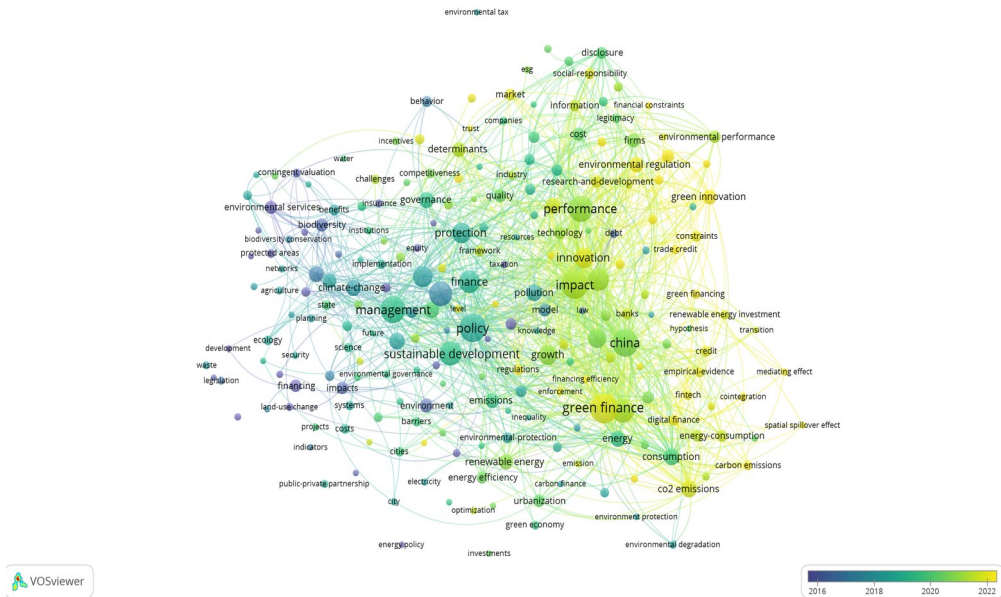 environmental tax
disclosure
esg
social-responsibility
market
behavior
information
financial constraints
companies
legitimacy
trust
cost
incentives
firms
environmental performance
determinants
water
environmental regulation
contingent valuation
competitiveness
industry
challenges
research-and-development
quality
green innovation
insurance
governance
environmental services
benefits
performance
biodiversity
institutions
protection
technology
debt
resources
constraints
biodiversity conservation
equity
trade credit
protected areas
framework
innovation
implementation
taxation
networks
finance
climate-change
impact
agriculture
pollution
green financing
state
level
model
law
management
banks
renewable energy investment
planning
policy
knowledge
hypothesis
transition
future
ecology
china
science
development
security
sustainable development
growth
credit
waste
regulations
empirical-evidence
mediating effect
legislation
environmental governance
financing efficiency
financing
impacts
enforcement
fintech
cointegration
land-use change
systems
environment
emissions
green finance
inequality
digital finance
projects
costs
barriers
spatial spillover effect
environmental-protection
energy
energy-consumption
indicators
cities
consumption
renewable energy
emission
carbon emissions
public-private partnership
electricity
energy efficiency
carbon finance
co2 emissions
city
urbanization
optimization
environment protection
green economy
energy policy
environmental degradation
investments
VOSviewer
2016 2018 2020 2022